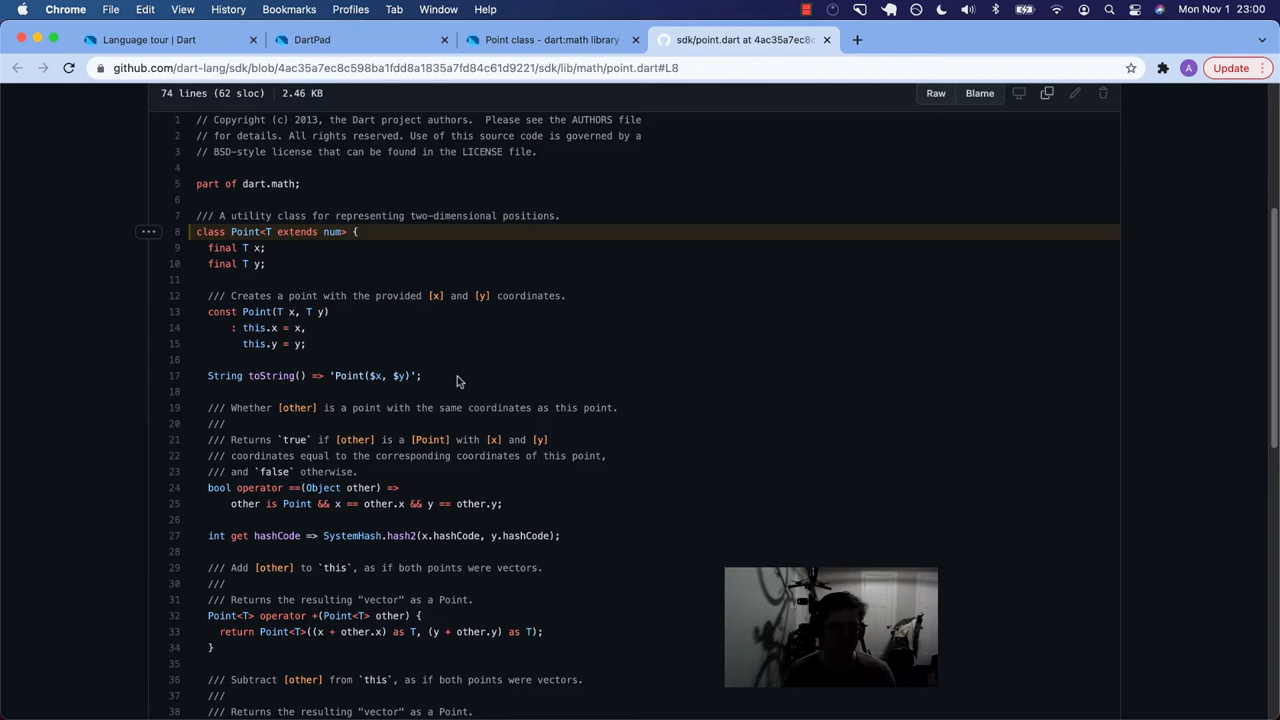 Chrome File Edit View History Bookmarks Profiles Tab Window Help Mon Nov 1 23:00
Language tour | Dart DartPad Point class - dart:math library sdk/point.dart at 4ac35a7ec8c
github.com/dart-lang/sdk/blob/4ac35a7ec8c598ba1fdd8a1835a7fd84c61d9221/sdk/lib/math/point.dart#L8 A Update
74 lines (62 sloc) 2.46 KB Raw Blame
1 // Copyright (c) 2013, the Dart project authors. Please see the AUTHORS file
2 // for details. All rights reserved. Use of this source code is governed by a
3 // BSD-style license that can be found in the LICENSE file.
4
5 part of dart.math;
6
7 /// A utility class for representing two-dimensional positions.
8 class Point<T extends num> {
9 final T x;
10 final T y;
11
12 /// Creates a point with the provided [x] and [y] coordinates.
13 const Point(T x, T y)
14 : this.x = x,
15 this.y = y;
16
17 String toString() => 'Point($x, $y)';
18
19 /// Whether [other] is a point with the same coordinates as this point.
20 ///
21 /// Returns `true` if [other] is a [Point] with [x] and [y]
22 /// coordinates equal to the corresponding coordinates of this point,
23 /// and `false` otherwise.
24 bool operator ==(Object other) =>
25 other is Point && x == other.x && y == other.y;
26
27 int get hashCode => SystemHash.hash2(x.hashCode, y.hashCode);
28
29 /// Add [other] to `this`, as if both points were vectors.
30 ///
31 /// Returns the resulting "vector" as a Point.
32 Point<T> operator +(Point<T> other) {
33 return Point<T>((x + other.x) as T, (y + other.y) as T);
34 }
35
36 /// Subtract [other] from `this`, as if both points were vectors.
37 ///
38 /// Returns the resulting "vector" as a Point.